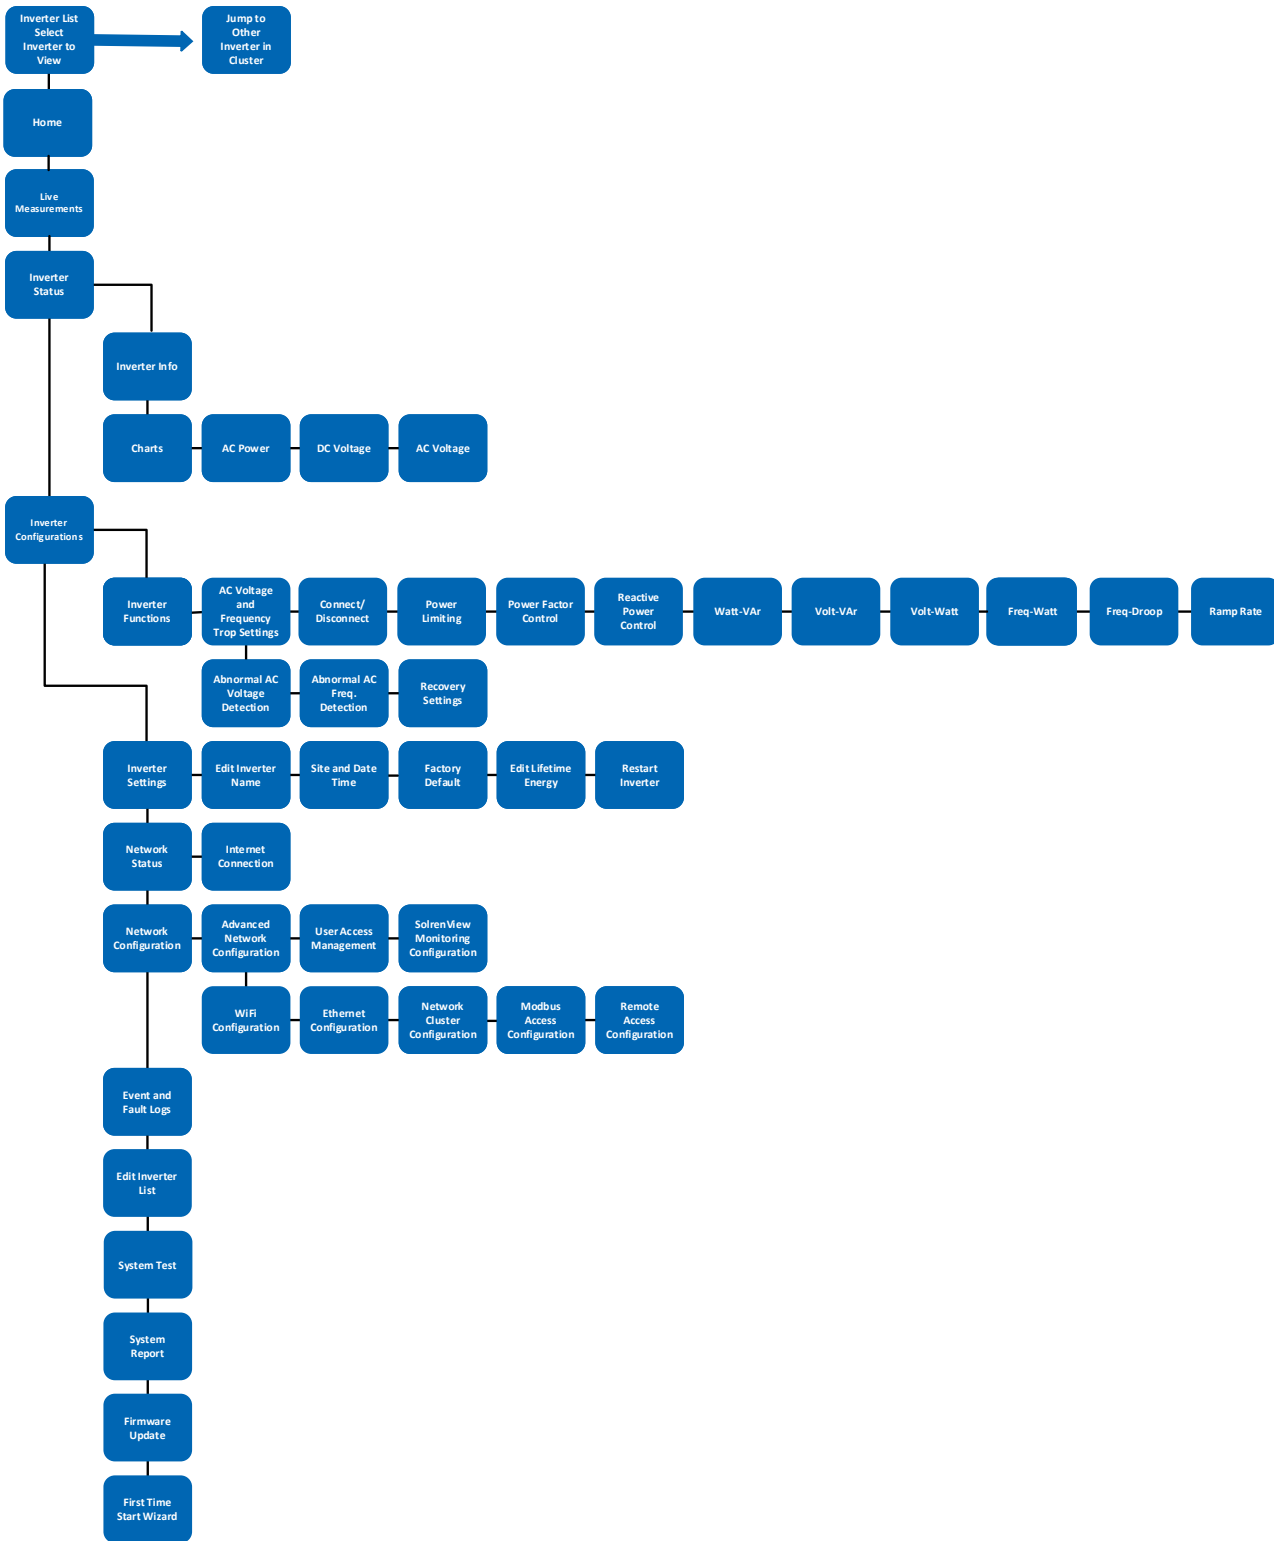 Inverter List
Select
Inverter to
View
Jump to
Other
Inverter in
Cluster
Home
Live
Measurements
Inverter
Status
Inverter Info
Charts
AC Power
DC Voltage
AC Voltage
Inverter
Configurations
Inverter
Functions
AC Voltage
and
Frequency
Trop Settings
Connect/
Disconnect
Power
Limiting
Power Factor
Control
Reactive
Power
Control
Watt-VAr
Volt-VAr
Volt-Watt
Freq-Watt
Freq-Droop
Ramp Rate
Abnormal AC
Voltage
Detection
Abnormal AC
Freq.
Detection
Recovery
Settings
Inverter
Settings
Edit Inverter
Name
Site and Date
Time
Factory
Default
Edit Lifetime
Energy
Restart
Inverter
Network
Status
Internet
Connection
Network
Configuration
Advanced
Network
Configuration
User Access
Management
SolrenView
Monitoring
Configuration
WiFi
Configuration
Ethernet
Configuration
Network
Cluster
Configuration
Modbus
Access
Configuration
Remote
Access
Configuration
Event and
Fault Logs
Edit Inverter
List
System Test
System
Report
Firmware
Update
First Time
Start Wizard